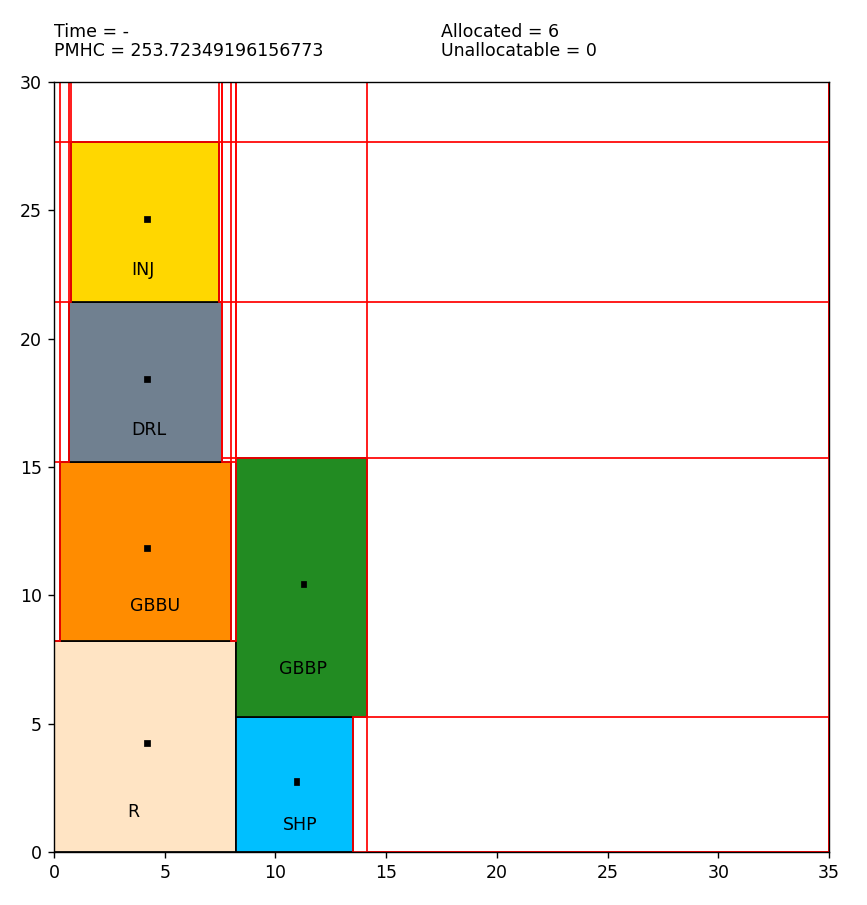 Time = -
PMHC = 253.72349196156773
Allocated = 6
Unallocatable = 0
30
25
20
15
10
5
0
INJ
DRL
GBBU
GBBP
R
SHP
0 5 10 15 20 25 30 35